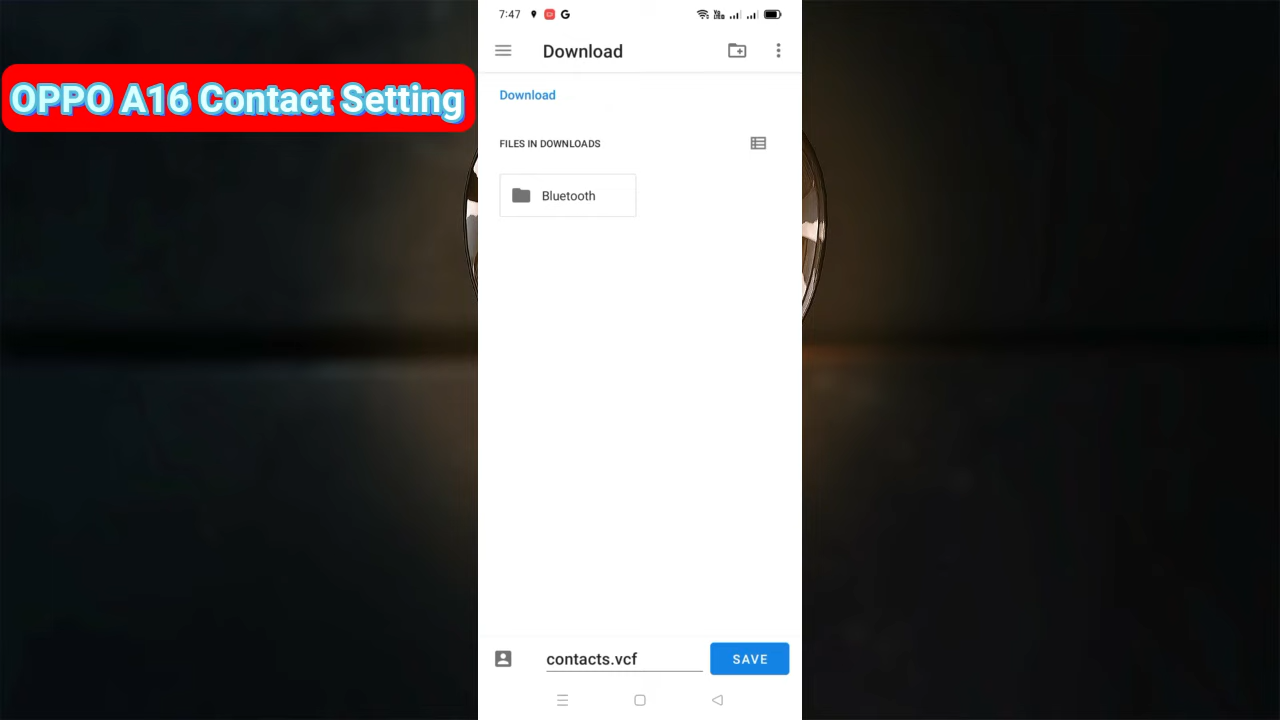 OPPO A16 Contact Setting
7:47
Download
Download
FILES IN DOWNLOADS
Bluetooth
contacts.vcf
SAVE